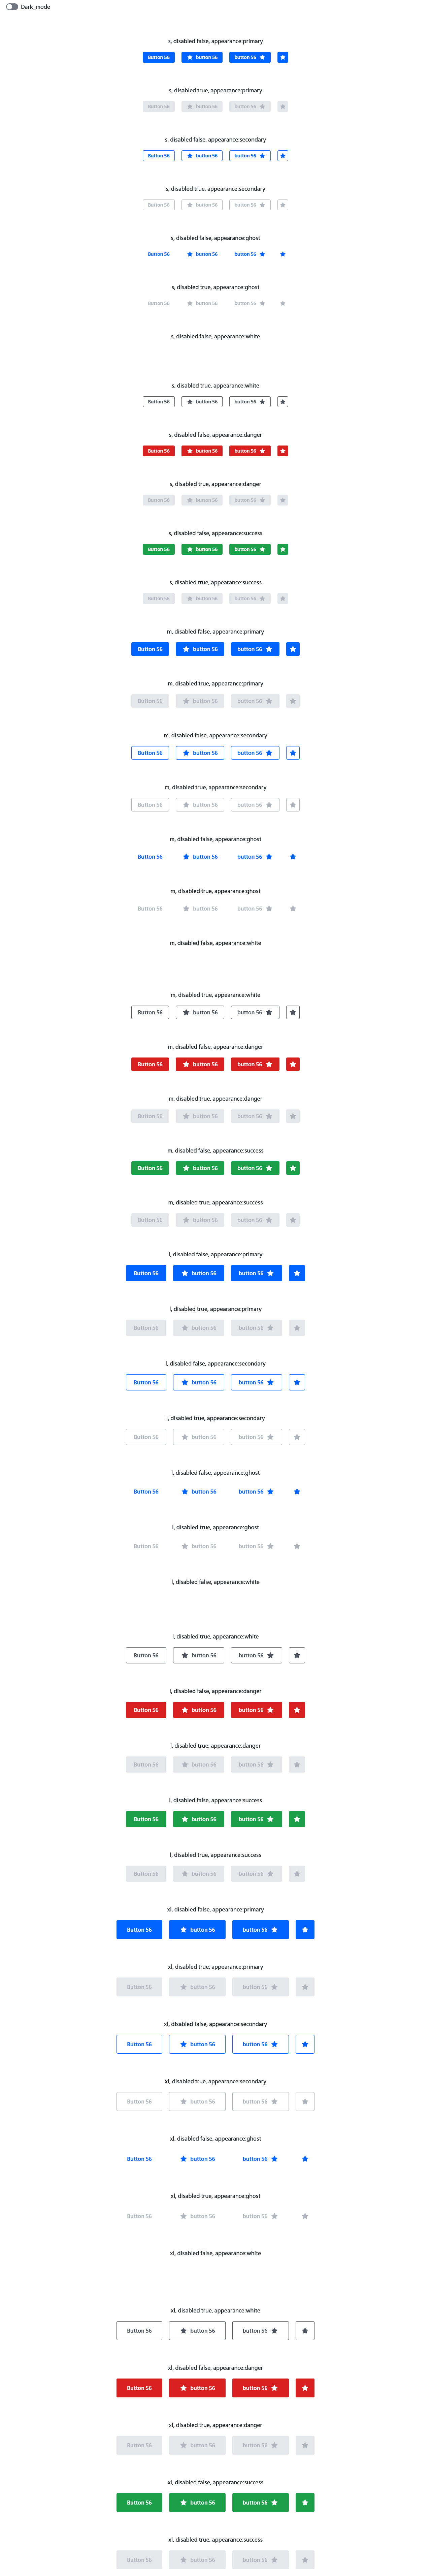 Dark_mode
s, disabled false, appearance:primary
Button 56 button 56 button 56
s, disabled true, appearance:primary
Button 56 button 56 button 56
s, disabled false, appearance:secondary
Button 56 button 56 button 56
s, disabled true, appearance:secondary
Button 56 button 56 button 56
s, disabled false, appearance:ghost
Button 56 button 56 button 56
s, disabled true, appearance:ghost
Button 56 button 56 button 56
s, disabled false, appearance:white
s, disabled true, appearance:white
Button 56 button 56 button 56
s, disabled false, appearance:danger
Button 56 button 56 button 56
s, disabled true, appearance:danger
Button 56 button 56 button 56
s, disabled false, appearance:success
Button 56 button 56 button 56
s, disabled true, appearance:success
Button 56 button 56 button 56
m, disabled false, appearance:primary
Button 56 button 56 button 56
m, disabled true, appearance:primary
Button 56 button 56 button 56
m, disabled false, appearance:secondary
Button 56 button 56 button 56
m, disabled true, appearance:secondary
Button 56 button 56 button 56
m, disabled false, appearance:ghost
Button 56 button 56 button 56
m, disabled true, appearance:ghost
Button 56 button 56 button 56
m, disabled false, appearance:white
m, disabled true, appearance:white
Button 56 button 56 button 56
m, disabled false, appearance:danger
Button 56 button 56 button 56
m, disabled true, appearance:danger
Button 56 button 56 button 56
m, disabled false, appearance:success
Button 56 button 56 button 56
m, disabled true, appearance:success
Button 56 button 56 button 56
l, disabled false, appearance:primary
Button 56 button 56 button 56
l, disabled true, appearance:primary
Button 56 button 56 button 56
l, disabled false, appearance:secondary
Button 56 button 56 button 56
l, disabled true, appearance:secondary
Button 56 button 56 button 56
l, disabled false, appearance:ghost
Button 56 button 56 button 56
l, disabled true, appearance:ghost
Button 56 button 56 button 56
l, disabled false, appearance:white
l, disabled true, appearance:white
Button 56 button 56 button 56
l, disabled false, appearance:danger
Button 56 button 56 button 56
l, disabled true, appearance:danger
Button 56 button 56 button 56
l, disabled false, appearance:success
Button 56 button 56 button 56
l, disabled true, appearance:success
Button 56 button 56 button 56
xl, disabled false, appearance:primary
Button 56 button 56 button 56
xl, disabled true, appearance:primary
Button 56 button 56 button 56
xl, disabled false, appearance:secondary
Button 56 button 56 button 56
xl, disabled true, appearance:secondary
Button 56 button 56 button 56
xl, disabled false, appearance:ghost
Button 56 button 56 button 56
xl, disabled true, appearance:ghost
Button 56 button 56 button 56
xl, disabled false, appearance:white
xl, disabled true, appearance:white
Button 56 button 56 button 56
xl, disabled false, appearance:danger
Button 56 button 56 button 56
xl, disabled true, appearance:danger
Button 56 button 56 button 56
xl, disabled false, appearance:success
Button 56 button 56 button 56
xl, disabled true, appearance:success
Button 56 button 56 button 56